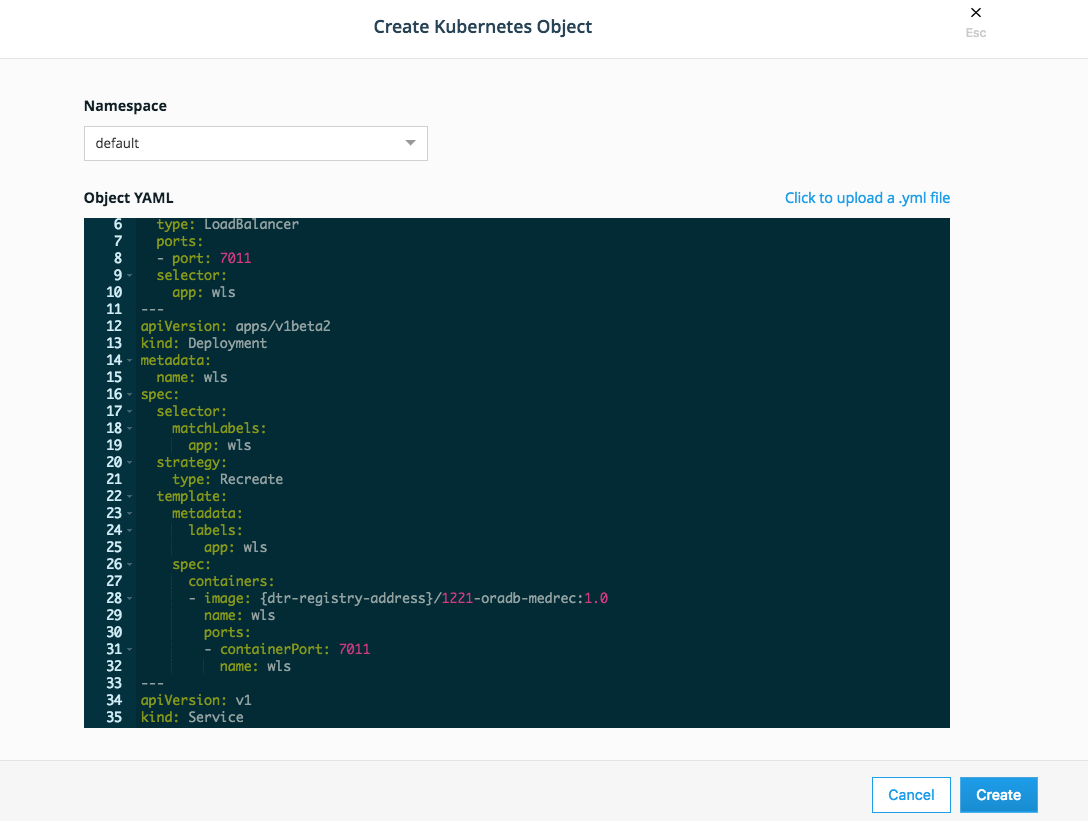 Create Kubernetes Object
Esc
Namespace
default
Object YAML
Click to upload a .yml file
6   type: LoadBalancer
7   ports:
8   - port: 7011
9   selector:
10     app: wls
11 ---
12 apiVersion: apps/v1beta2
13 kind: Deployment
14 metadata:
15   name: wls
16 spec:
17   selector:
18     matchLabels:
19       app: wls
20   strategy:
21     type: Recreate
22   template:
23     metadata:
24       labels:
25         app: wls
26     spec:
27       containers:
28       - image: {dtr-registry-address}/1221-oradb-medrec:1.0
29         name: wls
30         ports:
31         - containerPort: 7011
32           name: wls
33 ---
34 apiVersion: v1
35 kind: Service
Cancel
Create